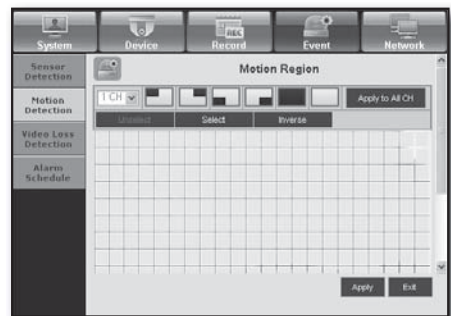 REC
System Device Record Event Network
Sensor
Detection
Motion
Detection
Video Loss
Detection
Alarm
Schedule
Motion Region
1 CH
Apply to All CH
Unselect Select Inverse
Apply Exit